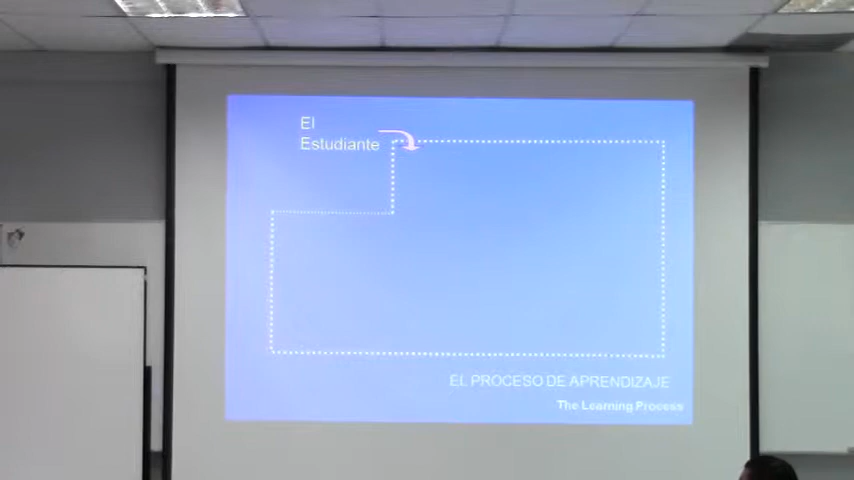 El
Estudiante
EL PROCESO DE APRENDIZAJE
The Learning Process